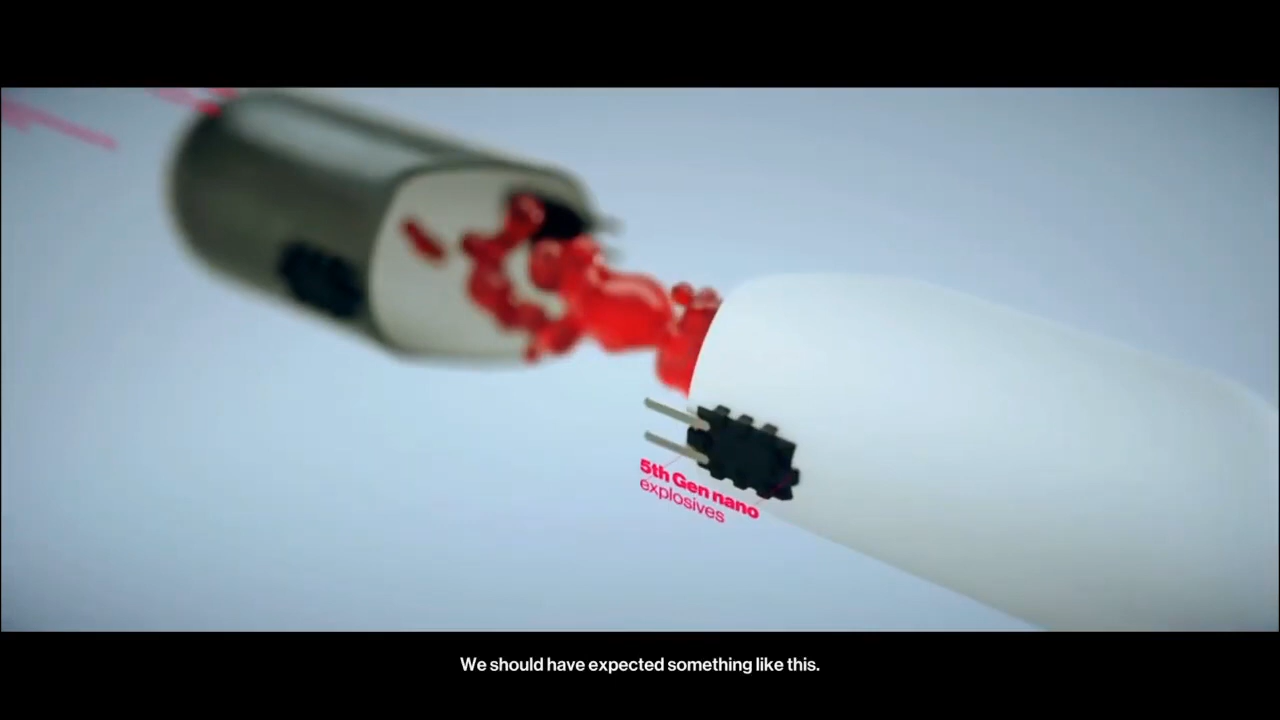 5th Gen nano
explosives
We should have expected something like this.